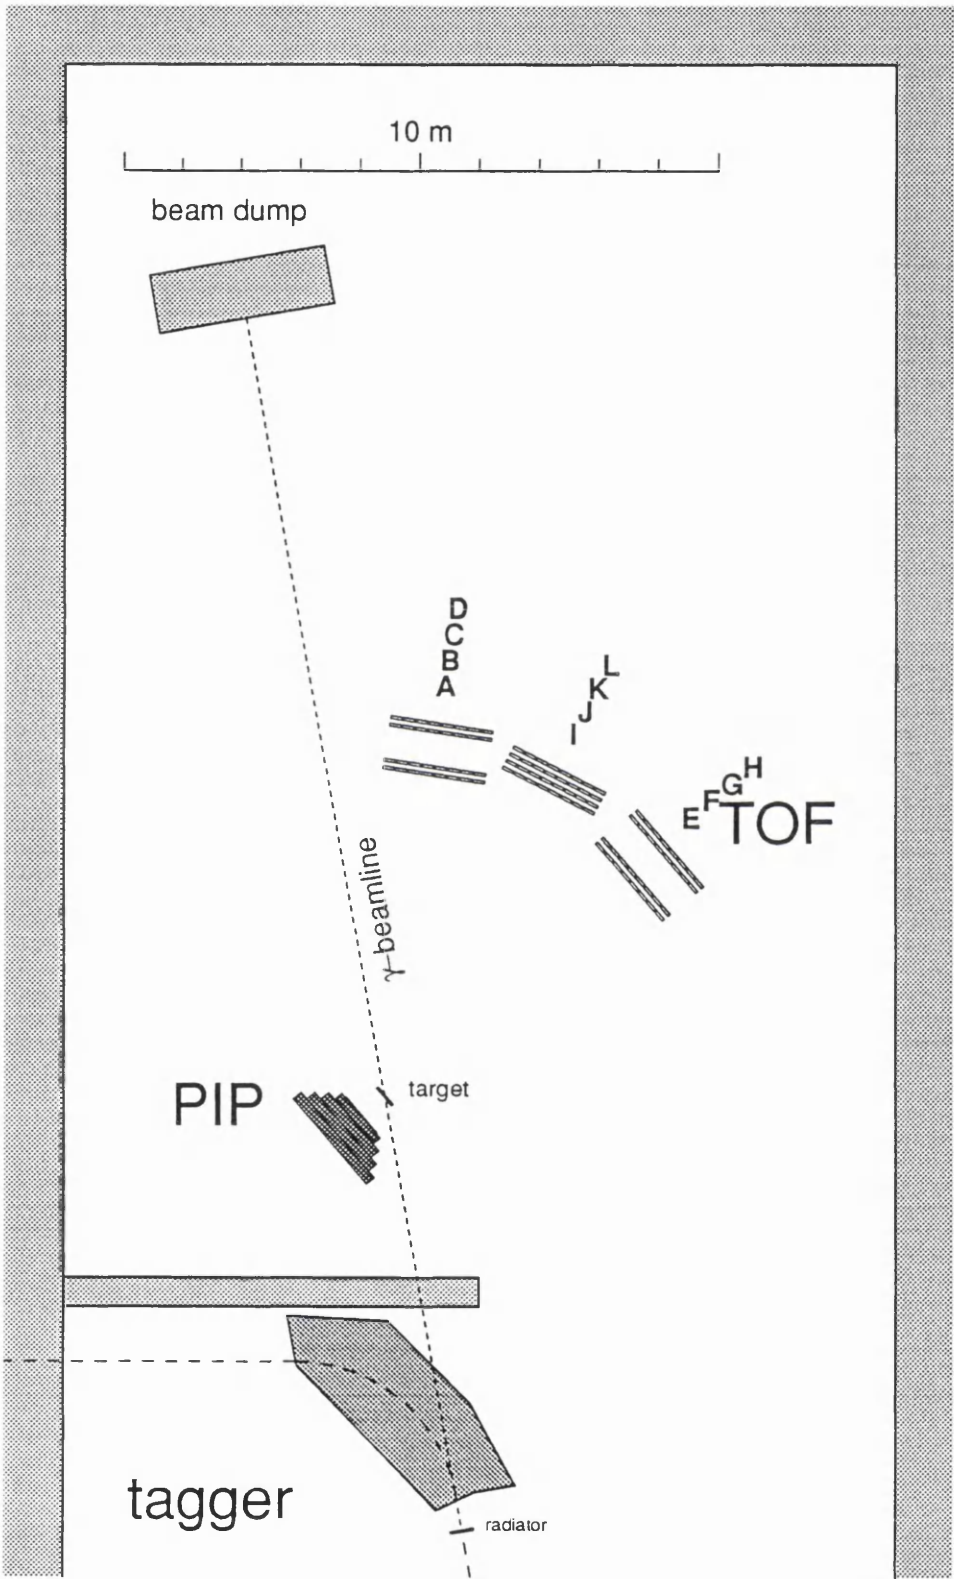 10 m
beam dump
D
C
B
A
L
K
J
I
H
G
F
E
TOF
γ-beamline
target
PIP
tagger
radiator